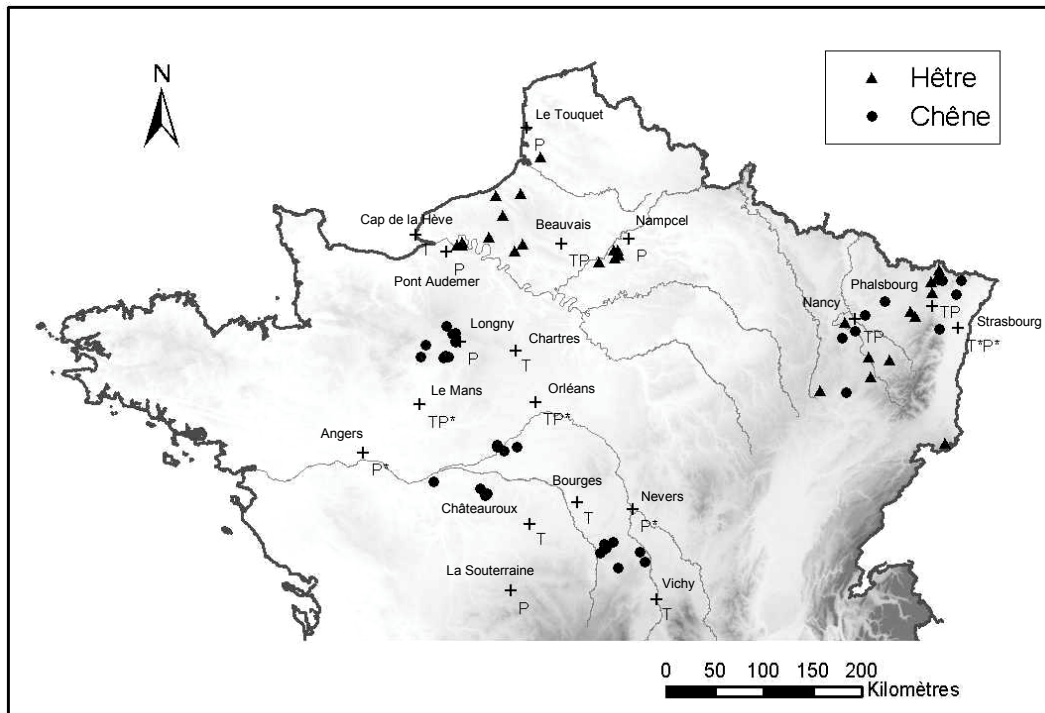 N
Hêtre
Chêne
Le Touquet
P
Cap de la Hève
T
Pont Audemer
P
Beauvais
TP
Nampcel
P
Phalsbourg
TP
Nancy
TP
Strasbourg
T*P*
Longny
P
Chartres
T
Le Mans
TP*
Orléans
TP*
Angers
P*
Bourges
T
Nevers
P*
Châteauroux
T
La Souterraine
P
Vichy
T
0 50 100 150 200
Kilomètres